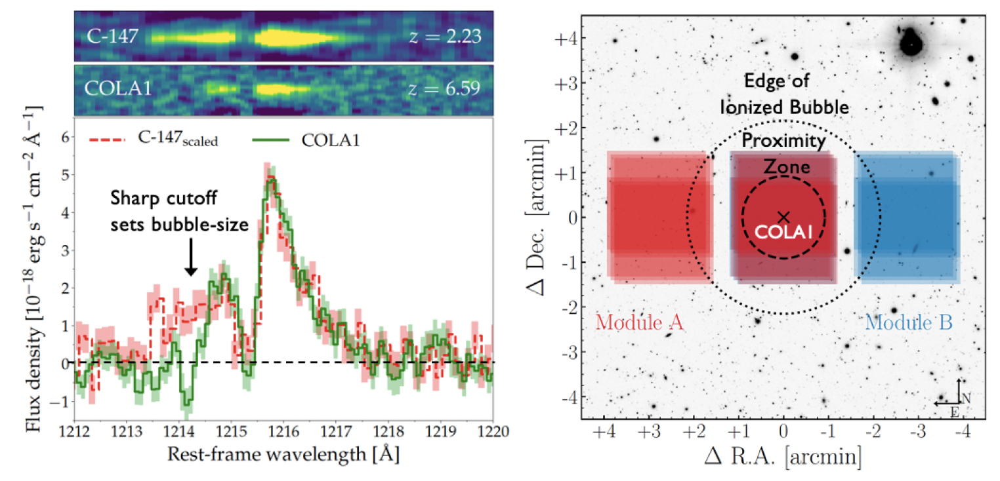 C-147
z = 2.23
COLA1
z = 6.59
Flux density [10⁻¹⁸ erg s⁻¹ cm⁻² Å⁻¹]
6
5
4
3
2
1
0
−1
C-147scaled
COLA1
Sharp cutoff
sets bubble-size
1212 1213 1214 1215 1216 1217 1218 1219 1220
Rest-frame wavelength [Å]
Δ Dec. [arcmin]
+4
+3
+2
+1
0
-1
-2
-3
-4
Edge of
Ionized Bubble
Proximity
Zone
COLA1
Module A
Module B
N
E
+4 +3 +2 +1 0 -1 -2 -3 -4
Δ R.A. [arcmin]